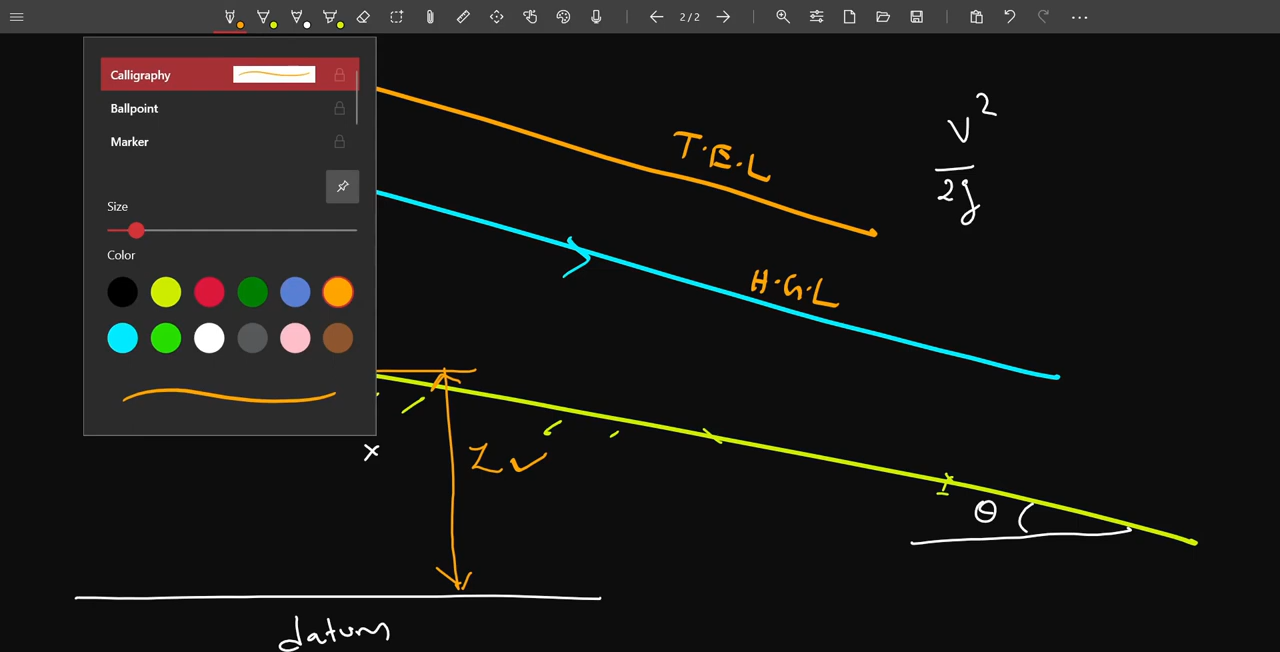 2 / 2
Calligraphy
Ballpoint
Marker
Size
Color
T.E.L
V²
2g
H.G.L
x
Z
θ
datum